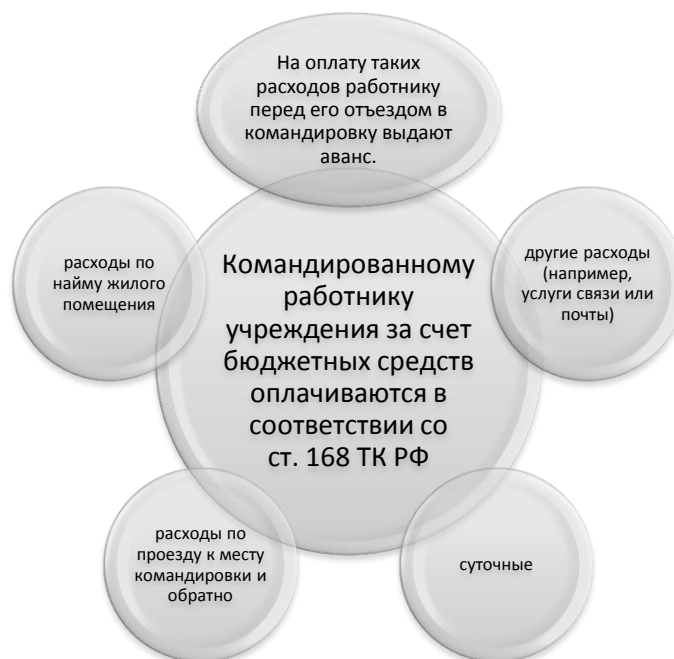 На оплату таких
расходов работнику
перед его отъездом в
командировку выдают
аванс.
расходы по
найму жилого
помещения
Командированному
работнику
учреждения за счет
бюджетных средств
оплачиваются в
соответствии со
ст. 168 ТК РФ
другие расходы
(например,
услуги связи или
почты)
расходы по
проезду к месту
командировки и
обратно
суточные